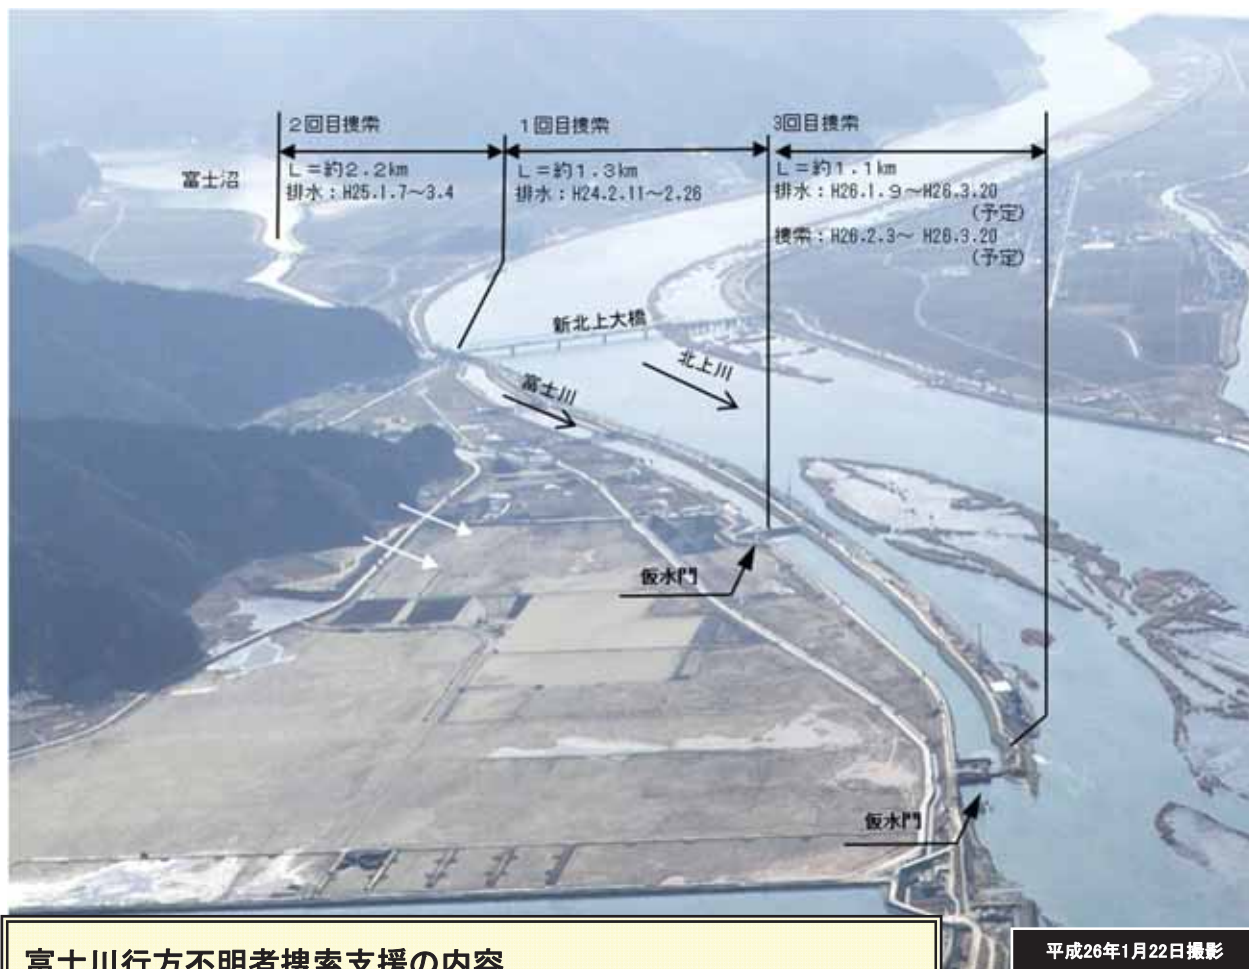 2回目捜索
L=約2.2km
排水:H25.1.7~3.4
1回目捜索
L=約1.3km
排水:H24.2.11~2.26
3回目捜索
L=約1.1km
排水:H26.1.9~H26.3.20
(予定)
捜索:H26.2.3~ H26.3.20
(予定)
富士沼
新北上大橋
北上川
富士川
仮水門
仮水門
富士川行方不明者捜索支援の内容
平成26年1月22日撮影